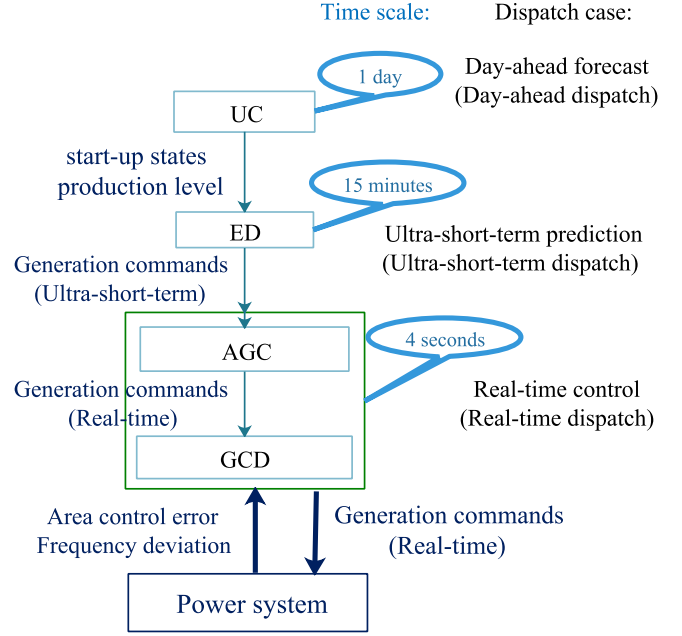 Time scale:
Dispatch case:
1 day
Day-ahead forecast
(Day-ahead dispatch)
UC
start-up states
production level
15 minutes
ED
Ultra-short-term prediction
(Ultra-short-term dispatch)
Generation commands
(Ultra-short-term)
4 seconds
AGC
Generation commands
(Real-time)
Real-time control
(Real-time dispatch)
GCD
Area control error
Frequency deviation
Generation commands
(Real-time)
Power system